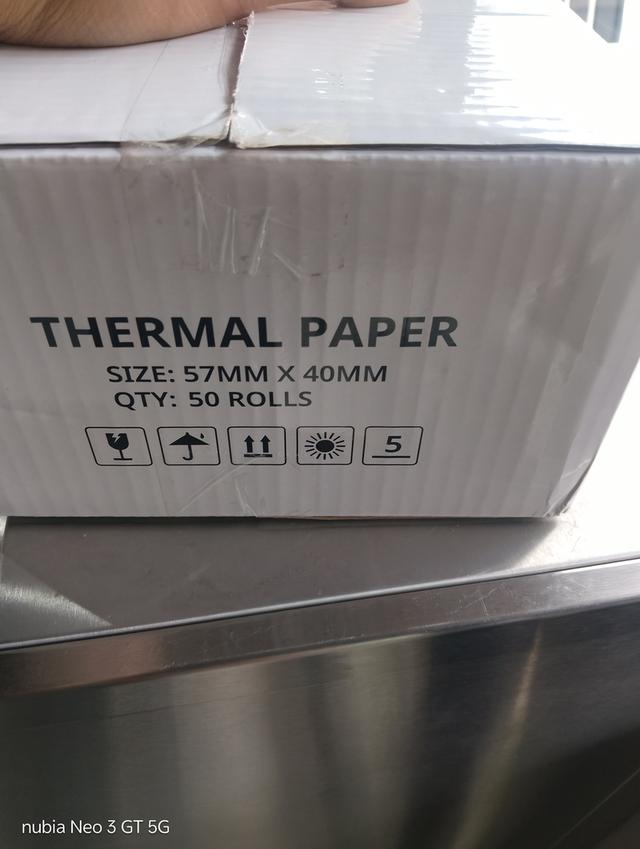 THERMAL PAPER
SIZE: 57MM X 40MM
QTY: 50 ROLLS
5
nubia Neo 3 GT 5G